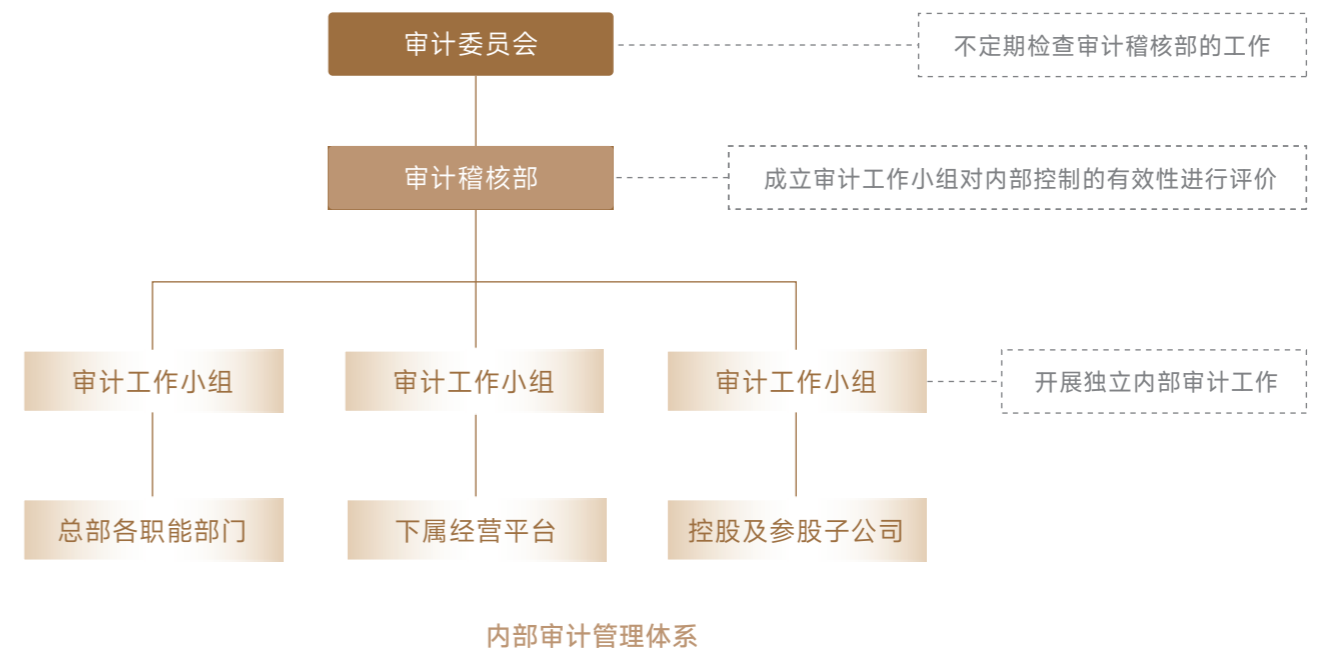 审计委员会
不定期检查审计稽核部的工作
审计稽核部
成立审计工作小组对内部控制的有效性进行评价
审计工作小组
审计工作小组
审计工作小组
开展独立内部审计工作
总部各职能部门
下属经营平台
控股及参股子公司
内部审计管理体系